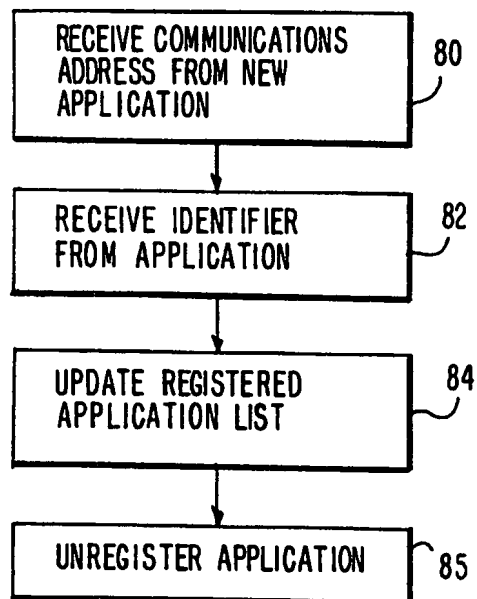 RECEIVE COMMUNICATIONS
ADDRESS FROM NEW
APPLICATION
80
RECEIVE IDENTIFIER
FROM APPLICATION
82
UPDATE REGISTERED
APPLICATION LIST
84
UNREGISTER APPLICATION
85